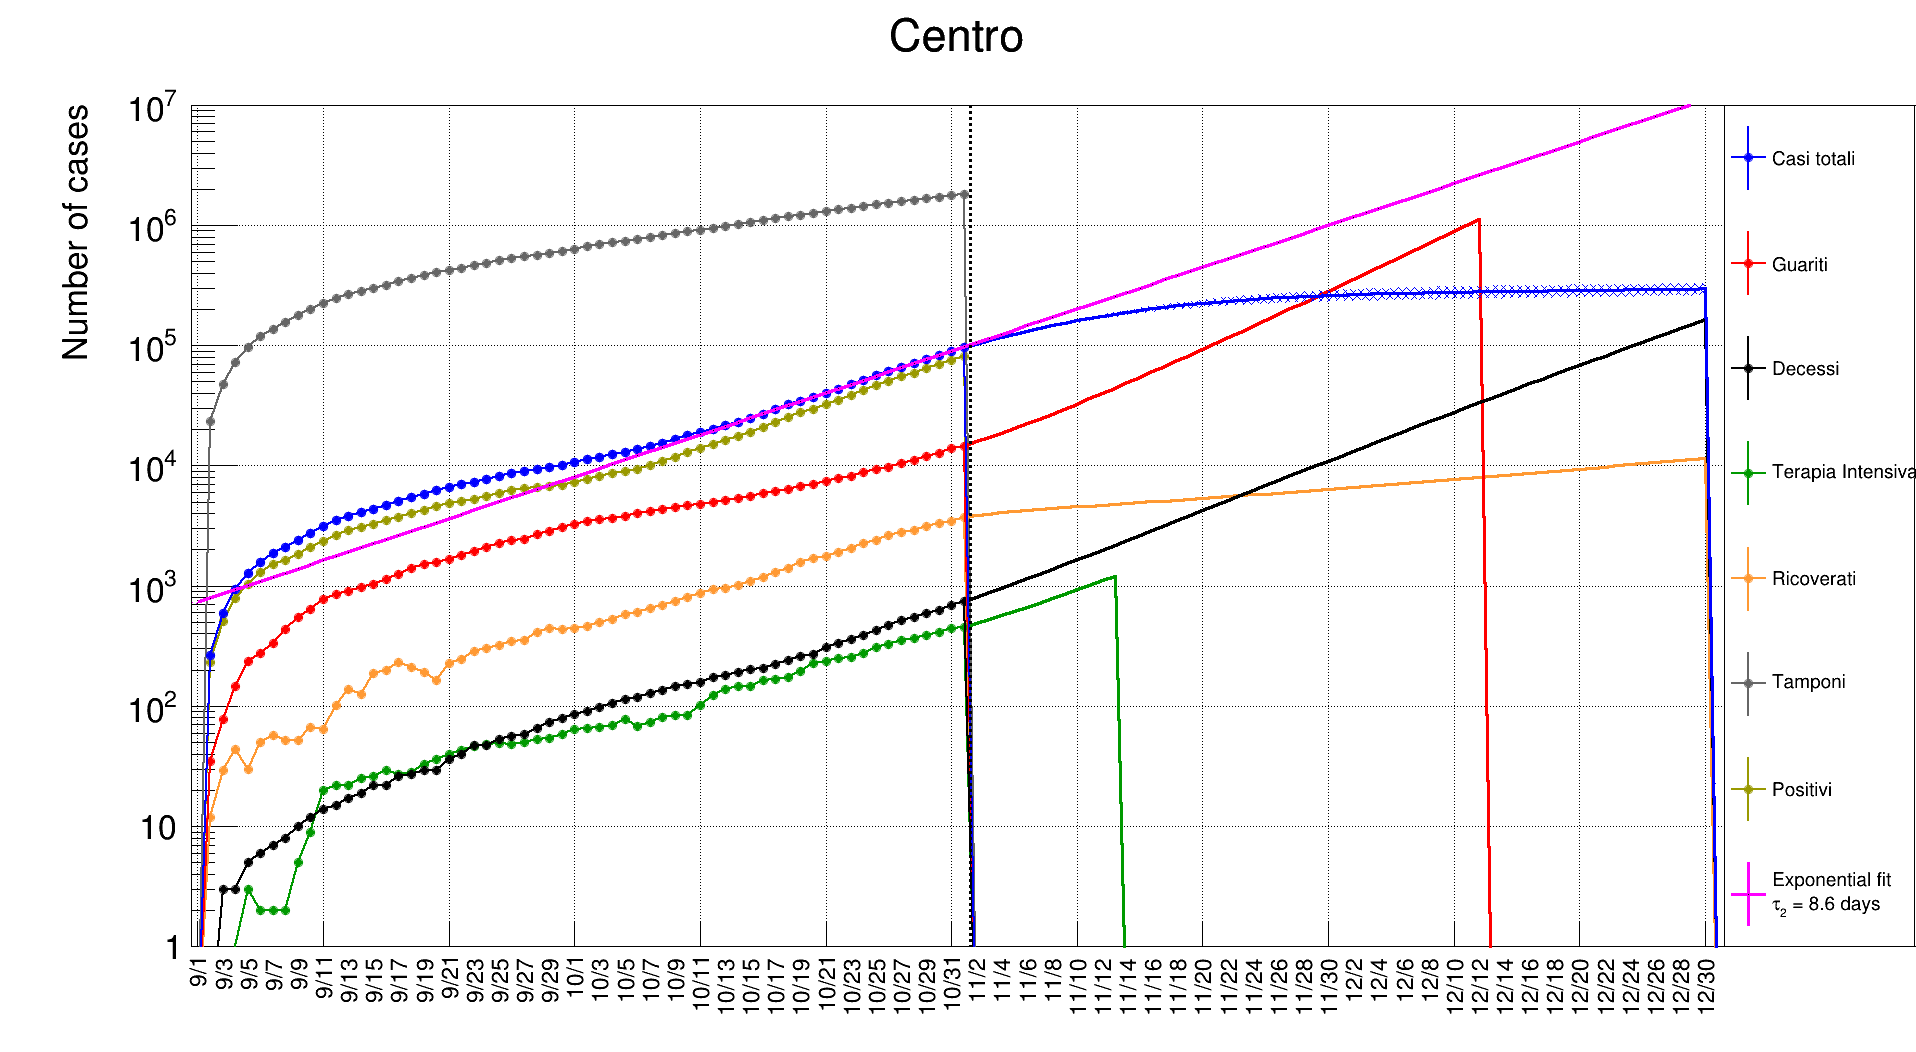 Centro
Number of cases
10^7
10^6
10^5
10^4
10^3
10^2
10
1
9/1 9/3 9/5 9/7 9/9 9/11 9/13 9/15 9/17 9/19 9/21 9/23 9/25 9/27 9/29 10/1 10/3 10/5 10/7 10/9 10/11 10/13 10/15 10/17 10/19 10/21 10/23 10/25 10/27 10/29 10/31 11/2 11/4 11/6 11/8 11/10 11/12 11/14 11/16 11/18 11/20 11/22 11/24 11/26 11/28 11/30 12/2 12/4 12/6 12/8 12/10 12/12 12/14 12/16 12/18 12/20 12/22 12/24 12/26 12/28 12/30
Casi totali
Guariti
Decessi
Terapia Intensiva
Ricoverati
Tamponi
Positivi
Exponential fit
τ₂ = 8.6 days